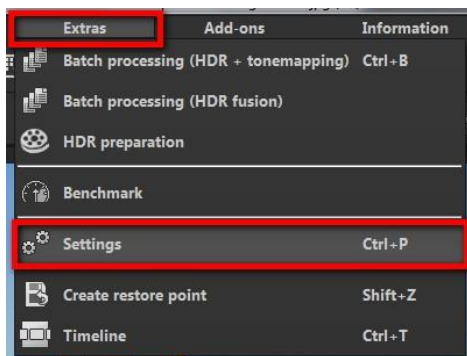 Extras Add-ons Information
Batch processing (HDR + tonemapping) Ctrl+B
Batch processing (HDR fusion)
HDR preparation
Benchmark
Settings Ctrl+P
Create restore point Shift+Z
Timeline Ctrl+T